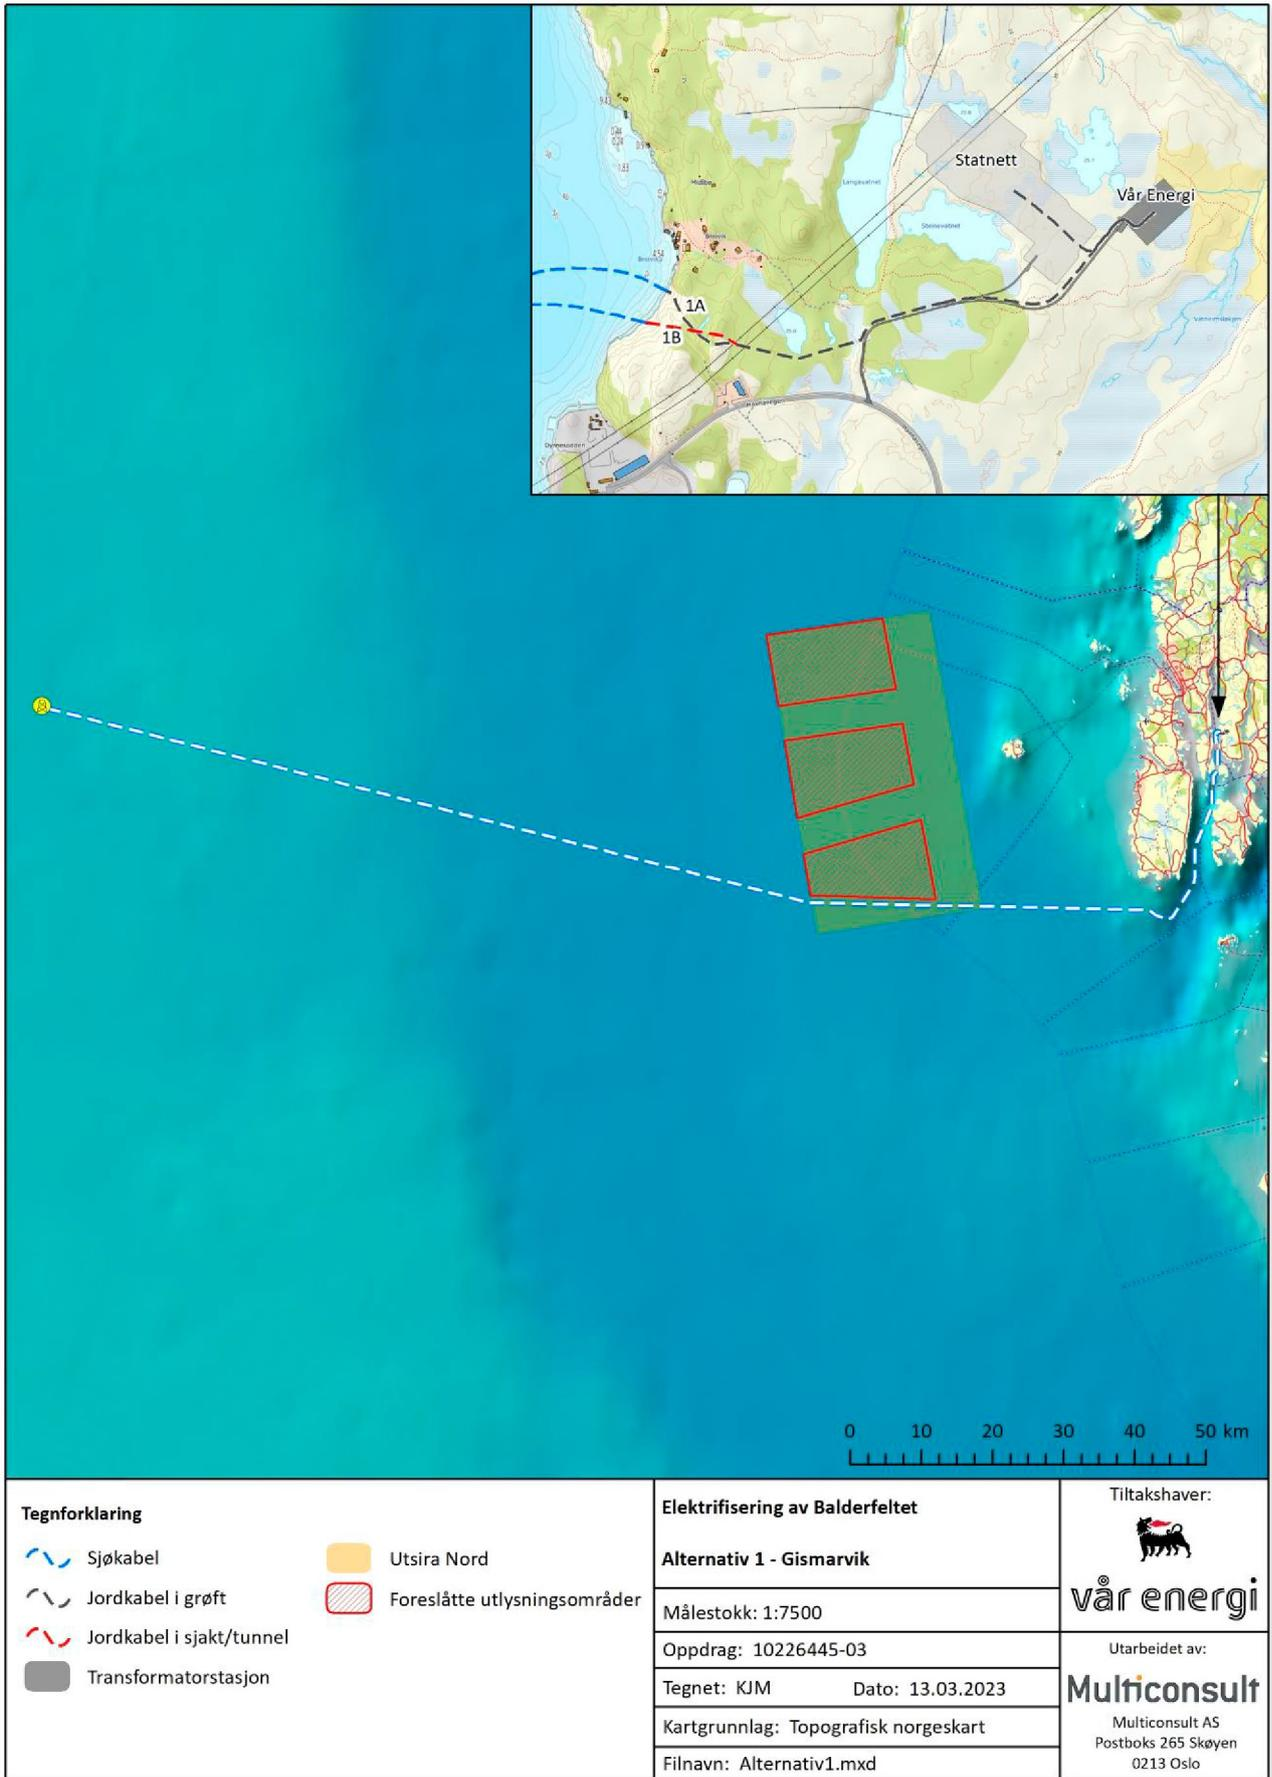 Statnett
Vår Energi
Langavatnet
Steinevatnet
1A
1B
0 10 20 30 40 50 km
Tegnforklaring
Sjøkabel
Jordkabel i grøft
Jordkabel i sjakt/tunnel
Transformatorstasjon
Utsira Nord
Foreslåtte utlysningsområder
Elektrifisering av Balderfeltet
Alternativ 1 - Gismarvik
Målestokk: 1:7500
Oppdrag: 10226445-03
Tegnet: KJM Dato: 13.03.2023
Kartgrunnlag: Topografisk norgeskart
Filnavn: Alternativ1.mxd
Tiltakshaver:
vår energi
Utarbeidet av:
Multiconsult
Multiconsult AS
Postboks 265 Skøyen
0213 Oslo